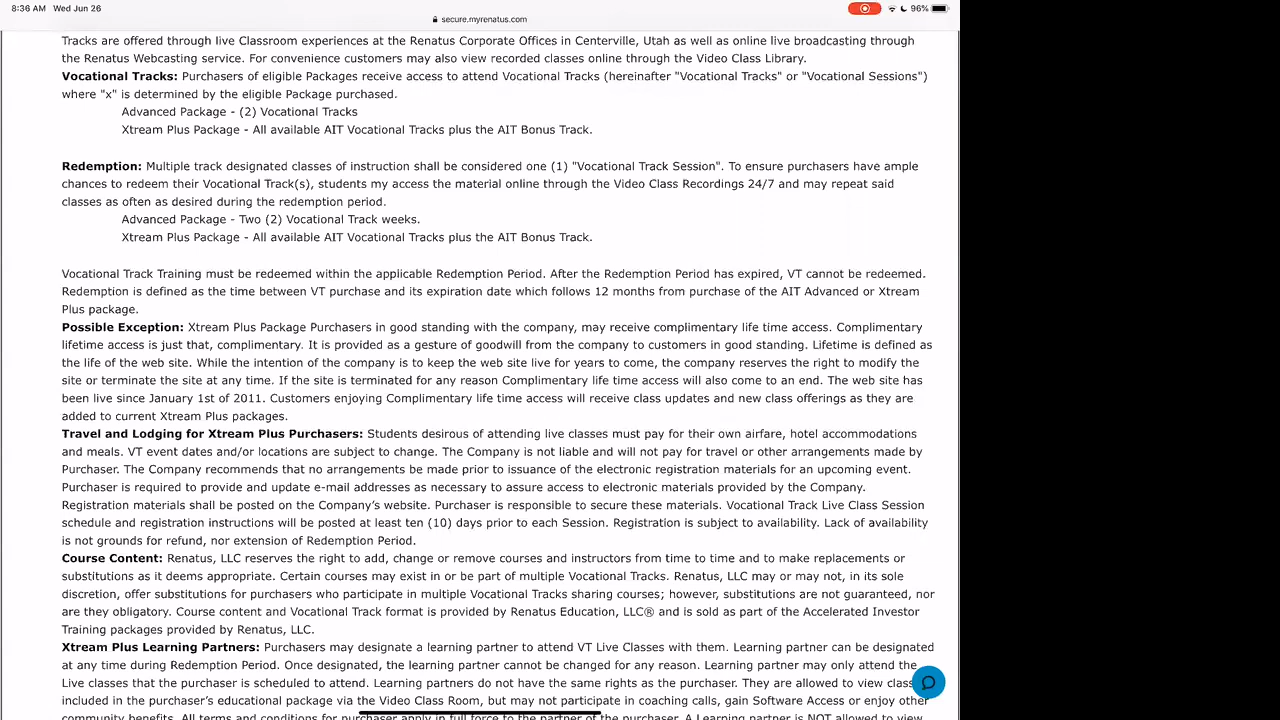 8:36 AM Wed Jun 26
96%
secure.myrenatus.com
Tracks are offered through live Classroom experiences at the Renatus Corporate Offices in Centerville, Utah as well as online live broadcasting through
the Renatus Webcasting service. For convenience customers may also view recorded classes online through the Video Class Library.
Vocational Tracks: Purchasers of eligible Packages receive access to attend Vocational Tracks (hereinafter "Vocational Tracks" or "Vocational Sessions")
where "x" is determined by the eligible Package purchased.
Advanced Package - (2) Vocational Tracks
Xtream Plus Package - All available AIT Vocational Tracks plus the AIT Bonus Track.
Redemption: Multiple track designated classes of instruction shall be considered one (1) "Vocational Track Session". To ensure purchasers have ample
chances to redeem their Vocational Track(s), students my access the material online through the Video Class Recordings 24/7 and may repeat said
classes as often as desired during the redemption period.
Advanced Package - Two (2) Vocational Track weeks.
Xtream Plus Package - All available AIT Vocational Tracks plus the AIT Bonus Track.
Vocational Track Training must be redeemed within the applicable Redemption Period. After the Redemption Period has expired, VT cannot be redeemed.
Redemption is defined as the time between VT purchase and its expiration date which follows 12 months from purchase of the AIT Advanced or Xtream
Plus package.
Possible Exception: Xtream Plus Package Purchasers in good standing with the company, may receive complimentary life time access. Complimentary
lifetime access is just that, complimentary. It is provided as a gesture of goodwill from the company to customers in good standing. Lifetime is defined as
the life of the web site. While the intention of the company is to keep the web site live for years to come, the company reserves the right to modify the
site or terminate the site at any time. If the site is terminated for any reason Complimentary life time access will also come to an end. The web site has
been live since January 1st of 2011. Customers enjoying Complimentary life time access will receive class updates and new class offerings as they are
added to current Xtream Plus packages.
Travel and Lodging for Xtream Plus Purchasers: Students desirous of attending live classes must pay for their own airfare, hotel accommodations
and meals. VT event dates and/or locations are subject to change. The Company is not liable and will not pay for travel or other arrangements made by
Purchaser. The Company recommends that no arrangements be made prior to issuance of the electronic registration materials for an upcoming event.
Purchaser is required to provide and update e-mail addresses as necessary to assure access to electronic materials provided by the Company.
Registration materials shall be posted on the Company's website. Purchaser is responsible to secure these materials. Vocational Track Live Class Session
schedule and registration instructions will be posted at least ten (10) days prior to each Session. Registration is subject to availability. Lack of availability
is not grounds for refund, nor extension of Redemption Period.
Course Content: Renatus, LLC reserves the right to add, change or remove courses and instructors from time to time and to make replacements or
substitutions as it deems appropriate. Certain courses may exist in or be part of multiple Vocational Tracks. Renatus, LLC may or may not, in its sole
discretion, offer substitutions for purchasers who participate in multiple Vocational Tracks sharing courses; however, substitutions are not guaranteed, nor
are they obligatory. Course content and Vocational Track format is provided by Renatus Education, LLC® and is sold as part of the Accelerated Investor
Training packages provided by Renatus, LLC.
Xtream Plus Learning Partners: Purchasers may designate a learning partner to attend VT Live Classes with them. Learning partner can be designated
at any time during Redemption Period. Once designated, the learning partner cannot be changed for any reason. Learning partner may only attend the
Live classes that the purchaser is scheduled to attend. Learning partners do not have the same rights as the purchaser. They are allowed to view
included in the purchaser's educational package via the Video Class Room, but may not participate in coaching calls, gain Software Access or enjoy other
community benefits. All terms and conditions for purchaser apply in full force to the partner of the purchaser. A Learning partner is NOT allowed to view